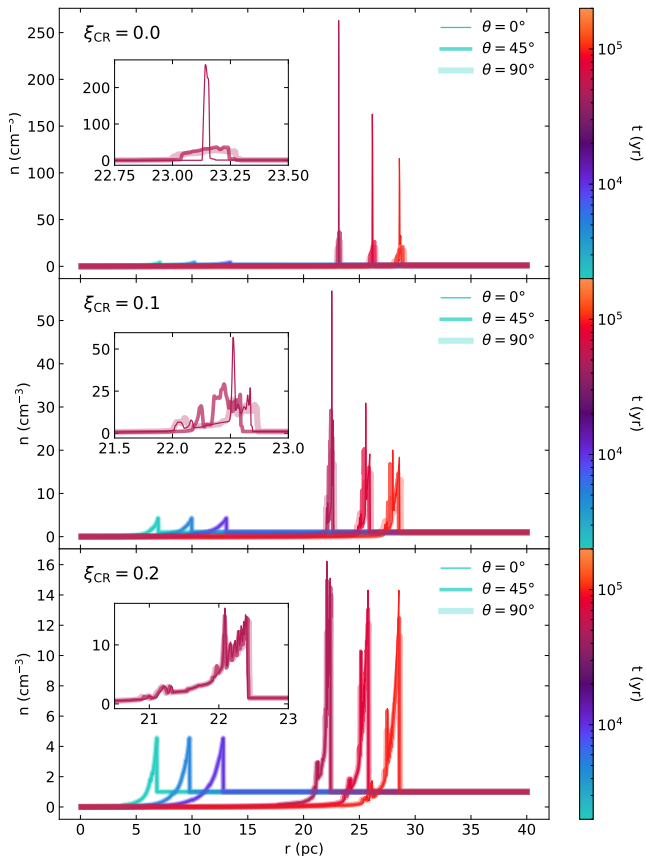 ξCR = 0.0
θ = 0°
θ = 45°
θ = 90°
n (cm⁻³)
250
200
150
100
50
0
200
100
0
22.75 23.00 23.25 23.50
10⁵
10⁴
t (yr)
ξCR = 0.1
θ = 0°
θ = 45°
θ = 90°
n (cm⁻³)
50
40
30
20
10
0
50
25
0
21.5 22.0 22.5 23.0
10⁵
10⁴
t (yr)
ξCR = 0.2
θ = 0°
θ = 45°
θ = 90°
n (cm⁻³)
16
14
12
10
8
6
4
2
0
10
0
21 22 23
10⁵
10⁴
t (yr)
0 5 10 15 20 25 30 35 40
r (pc)